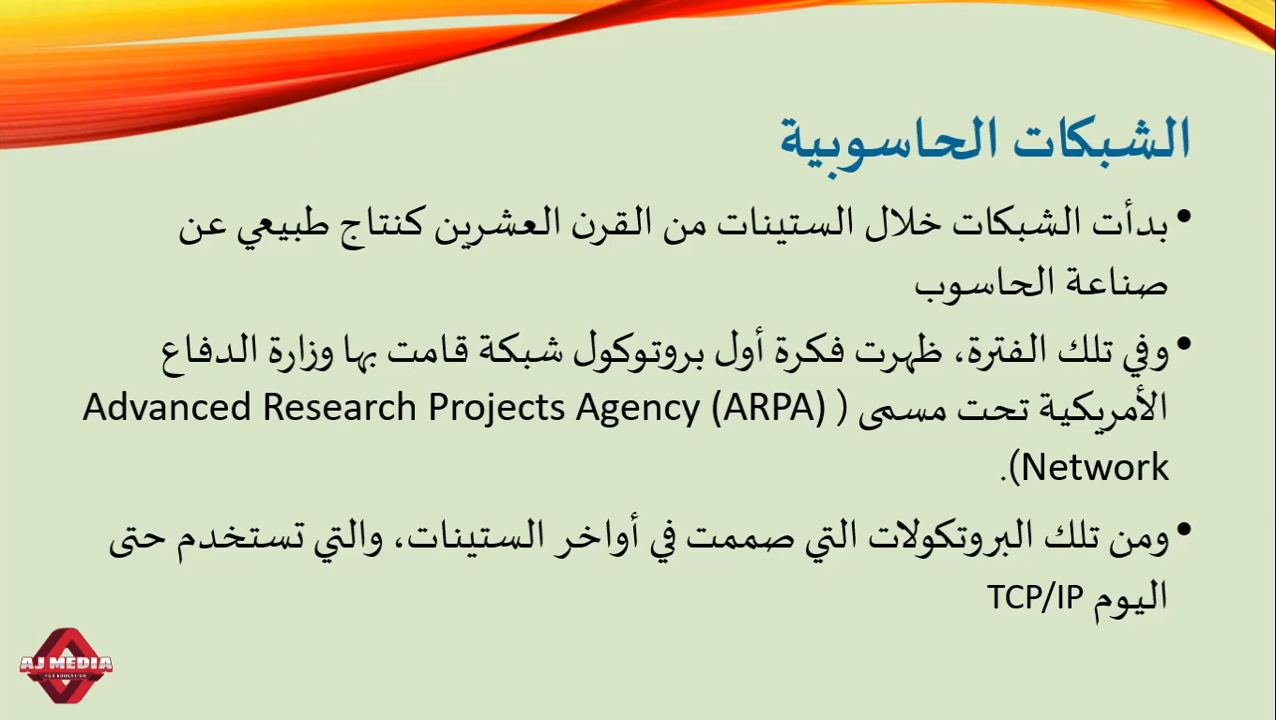 الشبكات الحاسوبية
•بدأت الشبكات خلال الستينات من القرن العشرين كنتاج طبيعي عن
صناعة الحاسوب
•وفي تلك الفترة، ظهرت فكرة أول بروتوكول شبكة قامت بها وزارة الدفاع
الأمريكية تحت مسمى ( Advanced Research Projects Agency (ARPA)
Network).
•ومن تلك البروتكولات التي صممت في أواخر الستينات، والتي تستخدم حتى
اليوم TCP/IP
AJ MEDIA
FOR EDUCATION